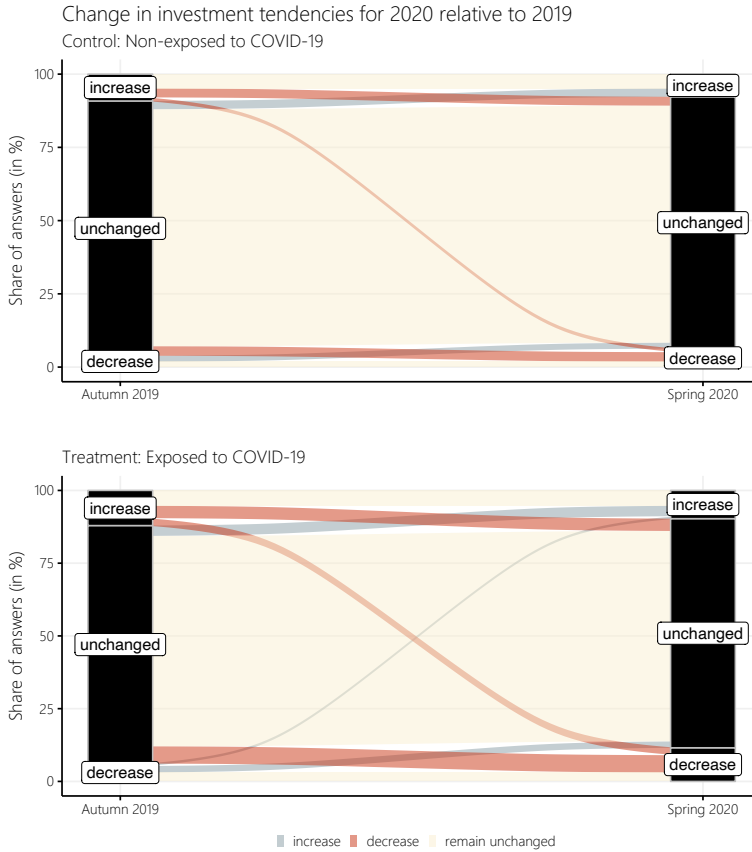 Change in investment tendencies for 2020 relative to 2019
Control: Non-exposed to COVID-19
Share of answers (in %)
100
75
50
25
0
increase
unchanged
decrease
increase
unchanged
decrease
Autumn 2019
Spring 2020
Treatment: Exposed to COVID-19
Share of answers (in %)
100
75
50
25
0
increase
unchanged
decrease
increase
unchanged
decrease
Autumn 2019
Spring 2020
increase decrease remain unchanged